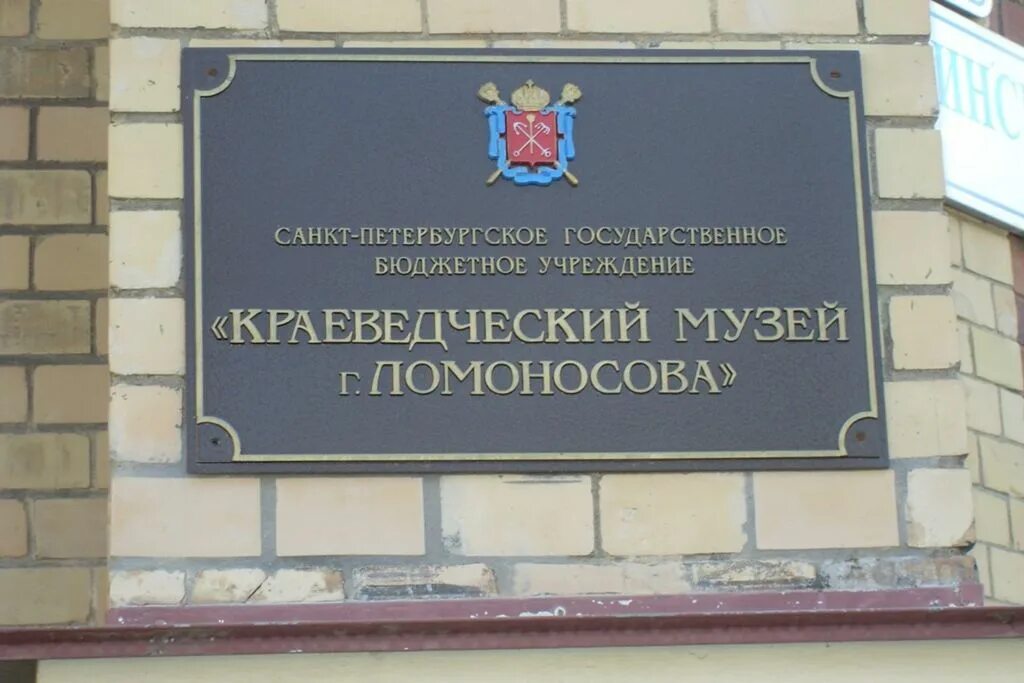 САНКТ-ПЕТЕРБУРГСКОЕ ГОСУДАРСТВЕННОЕ
БЮДЖЕТНОЕ УЧРЕЖДЕНИЕ
«КРАЕВЕДЧЕСКИЙ МУЗЕЙ
Г. ЛОМОНОСОВА»